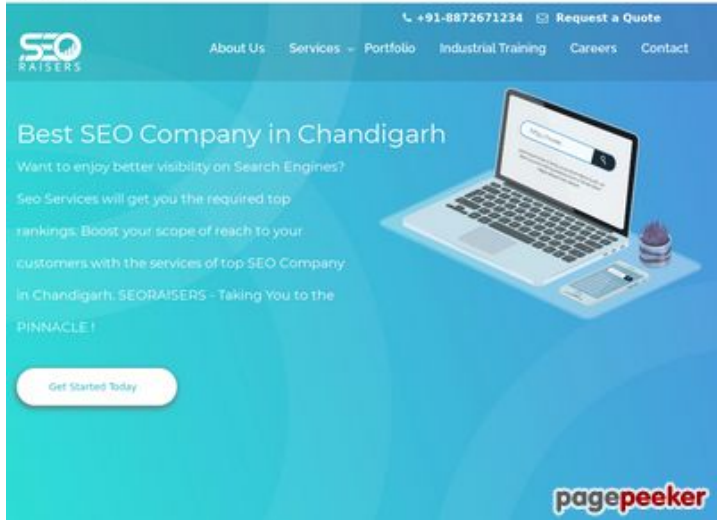 +91-8872671234 Request a Quote
SEO
RAISERS
About Us Services Portfolio Industrial Training Careers Contact
Best SEO Company in Chandigarh
Want to enjoy better visibility on Search Engines?
Seo Services will get you the required top
rankings. Boost your scope of reach to your
customers with the services of top SEO Company
in Chandigarh. SEORAISERS - Taking You to the
PINNACLE !
Get Started Today
pagepeeker